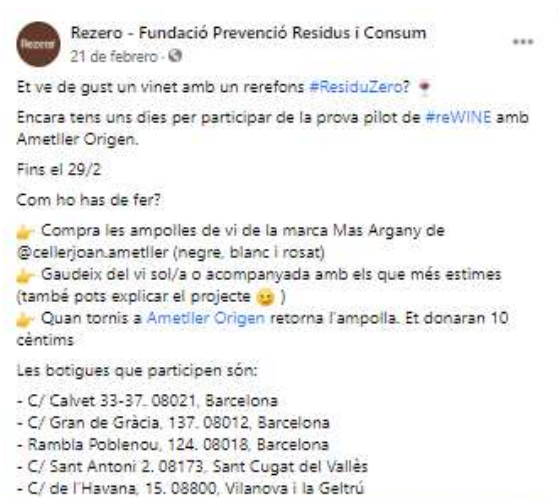 Rezero
Rezero - Fundació Prevenció Residus i Consum
21 de febrero ·
Et ve de gust un vinet amb un rerefons #ResiduZero? 🍷
Encara tens uns dies per participar de la prova pilot de #reWINE amb
Ametller Origen.
Fins el 29/2
Com ho has de fer?
👉 Compra les ampolles de vi de la marca Mas Argany de
@cellerjoan.ametller (negre, blanc i rosat)
👉 Gaudeix del vi sol/a o acompanyada amb els que més estimes
(també pots explicar el projecte 😉 )
👉 Quan tornis a Ametller Origen retorna l'ampolla. Et donaran 10
cèntims
Les botigues que participen són:
- C/ Calvet 33-37. 08021, Barcelona
- C/ Gran de Gràcia, 137. 08012, Barcelona
- Rambla Poblenou, 124. 08018, Barcelona
- C/ Sant Antoni 2. 08173, Sant Cugat del Vallès
- C/ de l'Havana, 15. 08800, Vilanova i la Geltrú